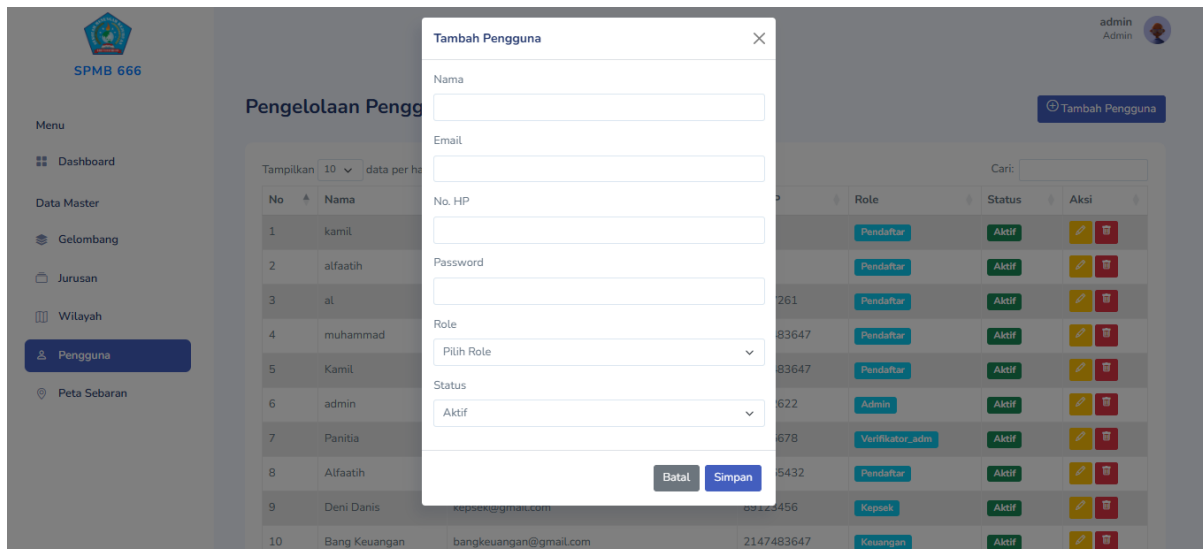 SPMB 666
admin
Admin
Menu
Dashboard
Data Master
Gelombang
Jurusan
Wilayah
Pengguna
Peta Sebaran
Pengelolaan Pengg
Tambah Pengguna
Tampilkan 10 data per ha
Cari:
No Nama Role Status Aksi
1 kamil Pendaftar Aktif
2 alfaatih Pendaftar Aktif
3 al 261 Pendaftar Aktif
4 muhammad 83647 Pendaftar Aktif
5 Kamil 83647 Pendaftar Aktif
6 admin 2622 Admin Aktif
7 Panitia 5678 Verifikator_adm Aktif
8 Alfaatih 65432 Pendaftar Aktif
9 Deni Danis kepsek@gmail.com 89123456 Kepsek Aktif
10 Bang Keuangan bangkeuangan@gmail.com 2147483647 Keuangan Aktif
Tambah Pengguna
Nama
Email
No. HP
Password
Role
Pilih Role
Status
Aktif
Batal Simpan